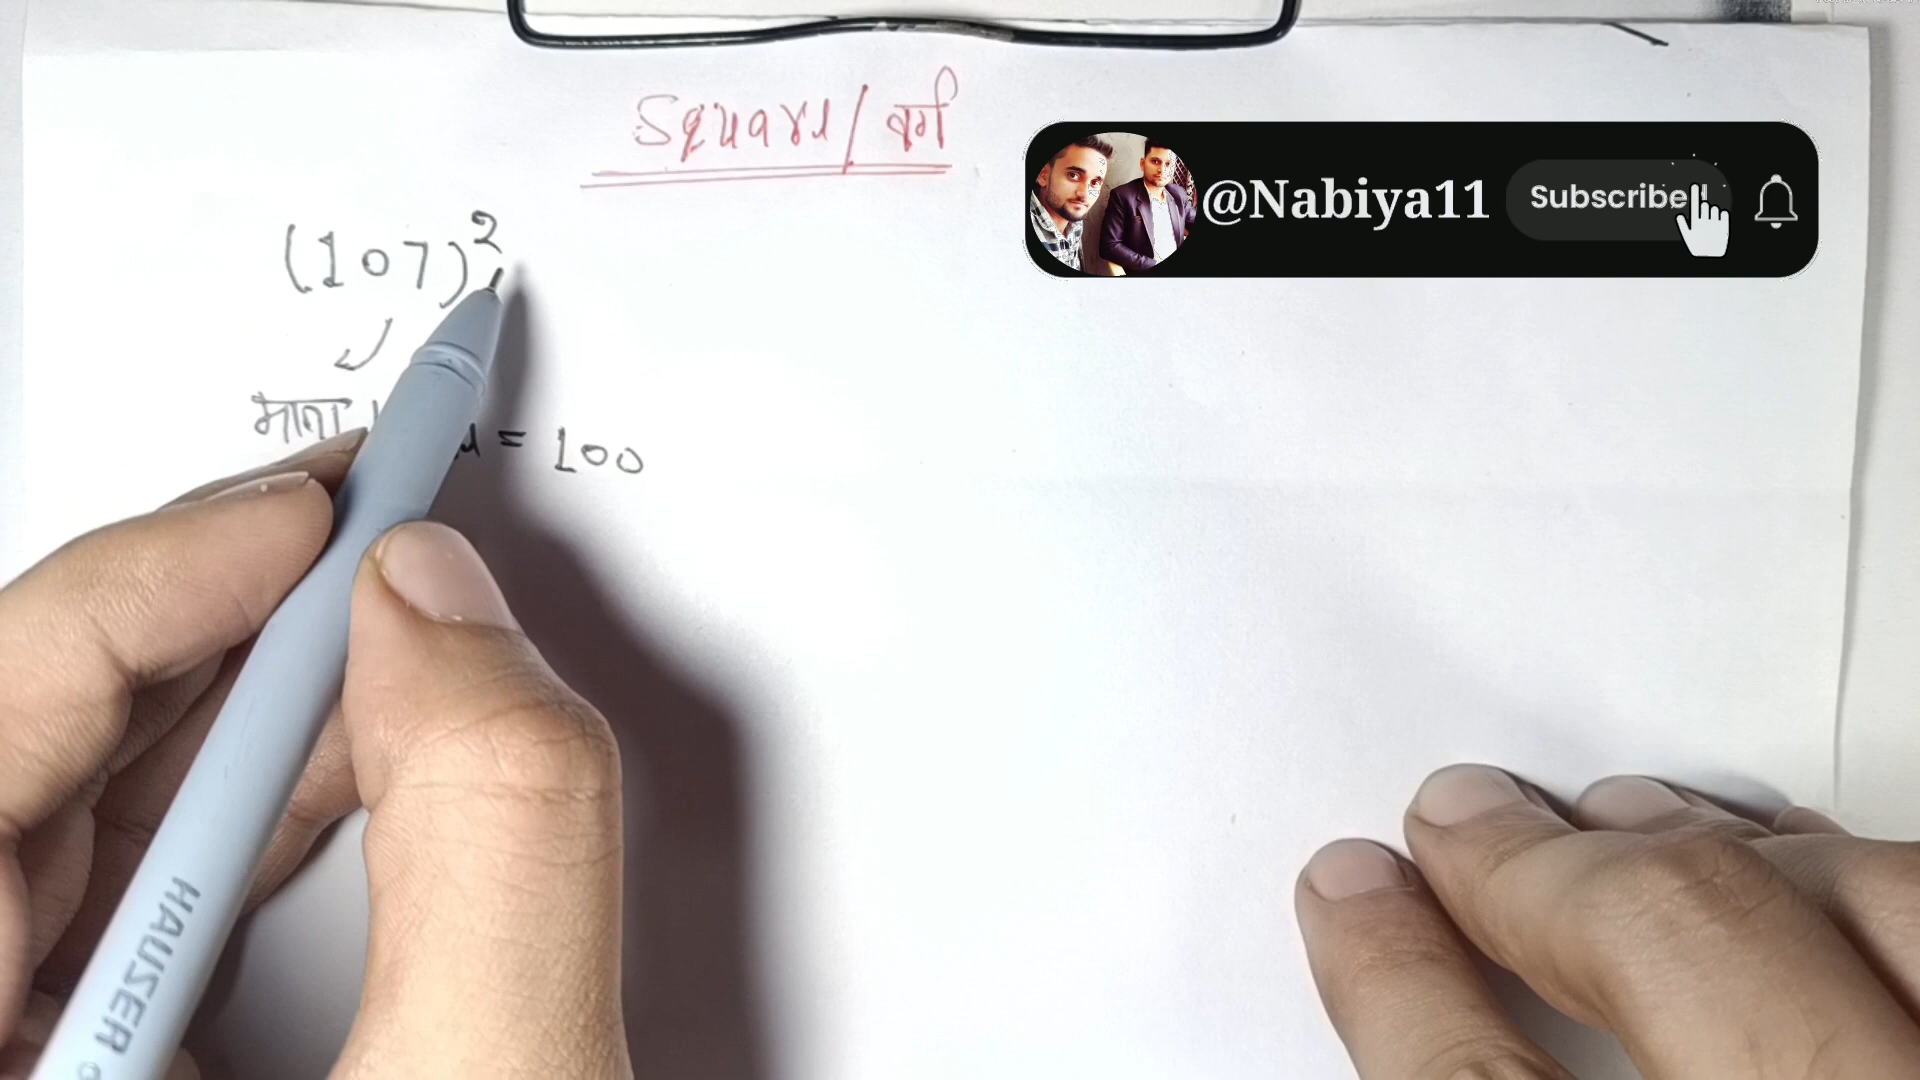 Square/वर्ग
@Nabiya11 Subscribe
(107)²
माना = 100
HAUSER